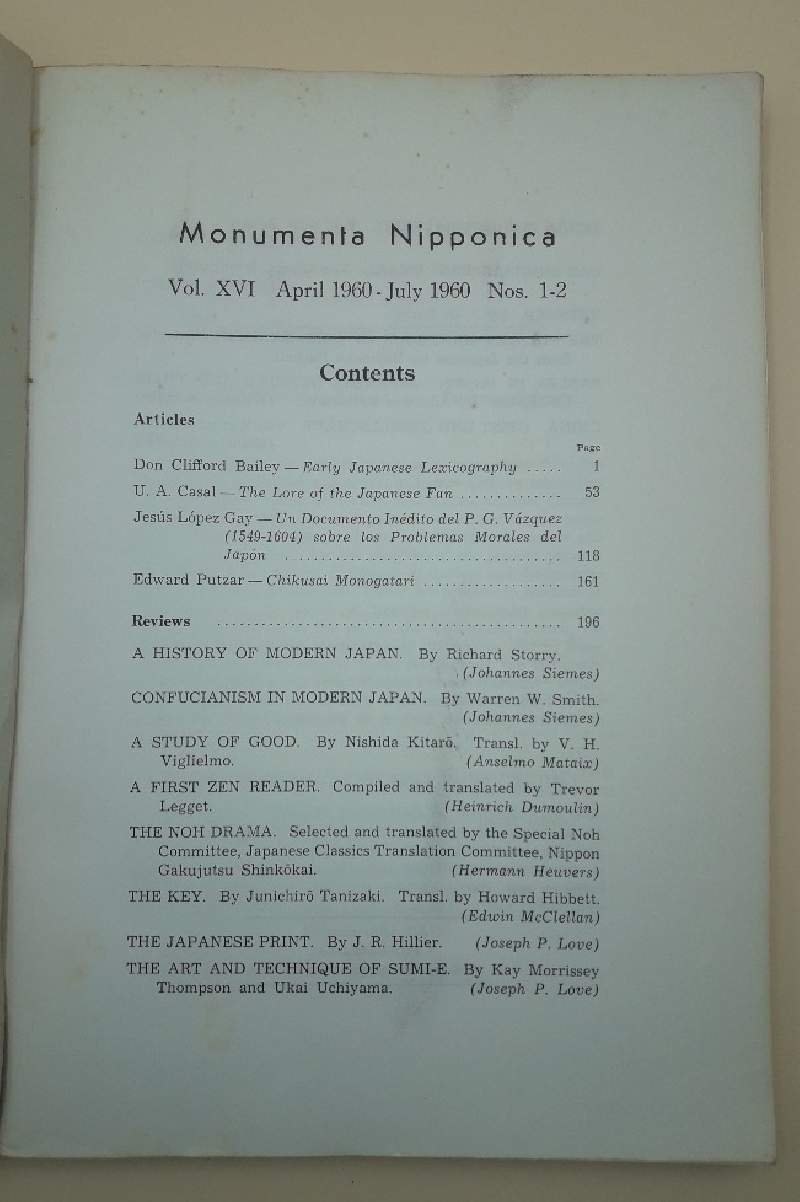 Monumenta Nipponica
Vol. XVI April 1960 - July 1960 Nos. 1-2
Contents
Articles
Page
Don Clifford Bailey — Early Japanese Lexicography ..... 1
U. A. Casal — The Lore of the Japanese Fan .............. 53
Jesús López Gay — Un Documento Inédito del P. G. Vázquez
(1549-1604) sobre los Problemas Morales del
Japón ..................................... 118
Edward Putzar — Chikusai Monogatari ................... 161
Reviews .............................................. 196
A HISTORY OF MODERN JAPAN. By Richard Storry.
(Johannes Siemes)
CONFUCIANISM IN MODERN JAPAN. By Warren W. Smith.
(Johannes Siemes)
A STUDY OF GOOD. By Nishida Kitarō. Transl. by V. H.
Viglielmo. (Anselmo Mataix)
A FIRST ZEN READER. Compiled and translated by Trevor
Legget. (Heinrich Dumoulin)
THE NOH DRAMA. Selected and translated by the Special Noh
Committee, Japanese Classics Translation Committee, Nippon
Gakujutsu Shinkōkai. (Hermann Heuvers)
THE KEY. By Junichirō Tanizaki. Transl. by Howard Hibbett.
(Edwin McClellan)
THE JAPANESE PRINT. By J. R. Hillier. (Joseph P. Love)
THE ART AND TECHNIQUE OF SUMI-E. By Kay Morrissey
Thompson and Ukai Uchiyama. (Joseph P. Love)